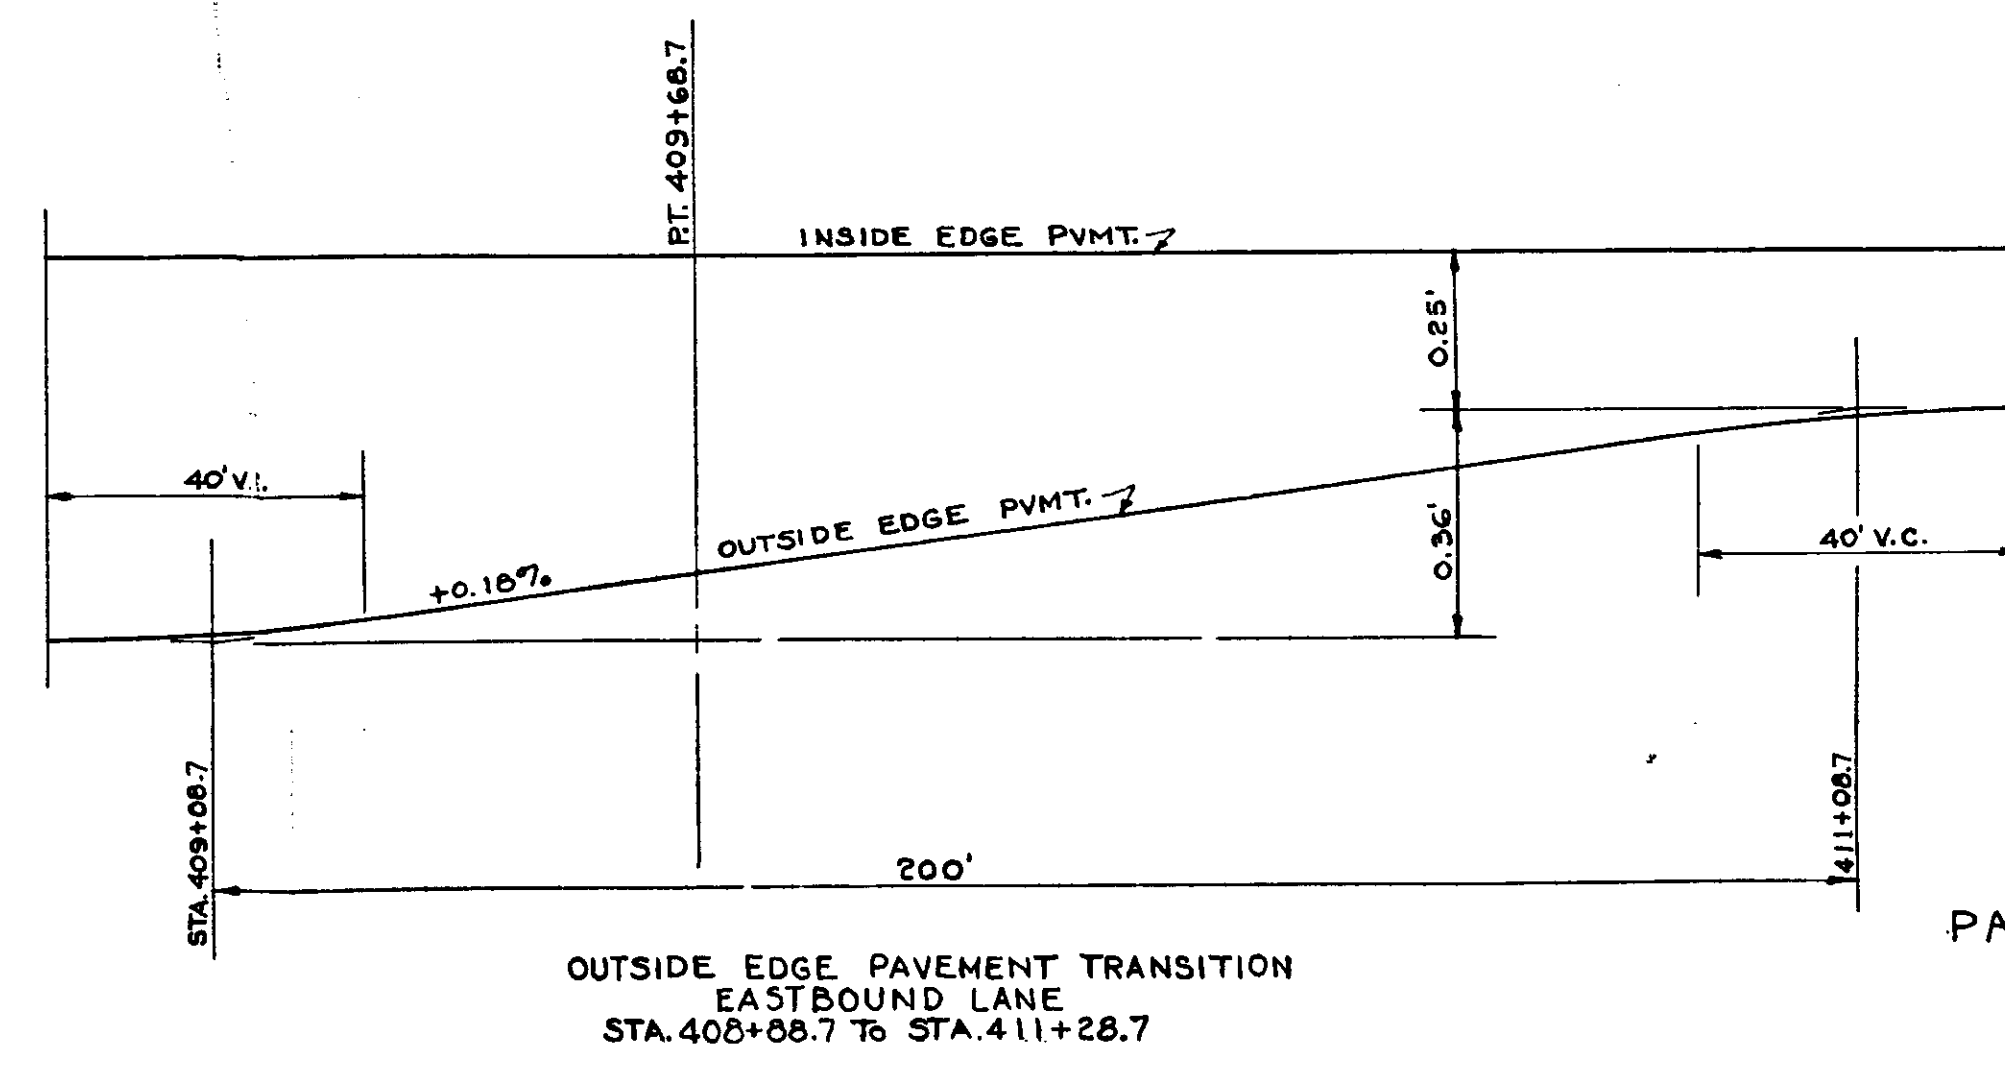 P.T. 409+68.7
INSIDE EDGE PVMT.
0.25'
40' V.I.
OUTSIDE EDGE PVMT.
+0.18%
0.36'
40' V.C.
STA. 409+08.7
411+08.7
200'
PA
OUTSIDE EDGE PAVEMENT TRANSITION
EASTBOUND LANE
STA. 408+88.7 To STA. 411+28.7